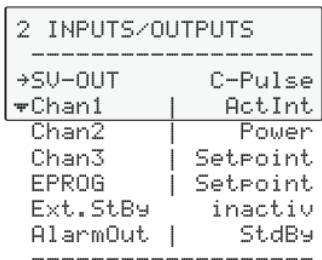 2 INPUTS/OUTPUTS
--------------------
→SV-OUT C-Pulse
▼Chan1 | ActInt
Chan2 | Power
Chan3 | Setpoint
EPROG | Setpoint
Ext.StBy inactiv
AlarmOut | StdBy
--------------------